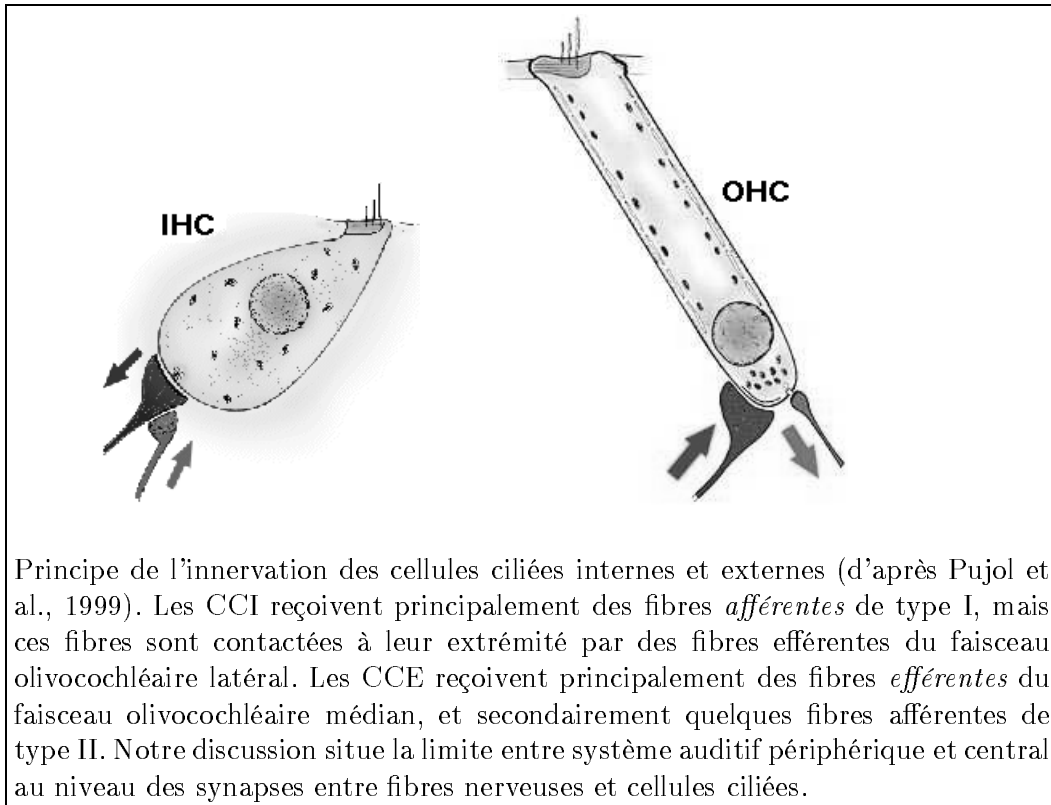 IHC
OHC
Principe de l'innervation des cellules ciliées internes et externes (d'après Pujol et
al., 1999). Les CCI reçoivent principalement des fibres afférentes de type I, mais
ces fibres sont contactées à leur extrémité par des fibres efférentes du faisceau
olivocochléaire latéral. Les CCE reçoivent principalement des fibres efférentes du
faisceau olivocochléaire médian, et secondairement quelques fibres afférentes de
type II. Notre discussion situe la limite entre système auditif périphérique et central
au niveau des synapses entre fibres nerveuses et cellules ciliées.